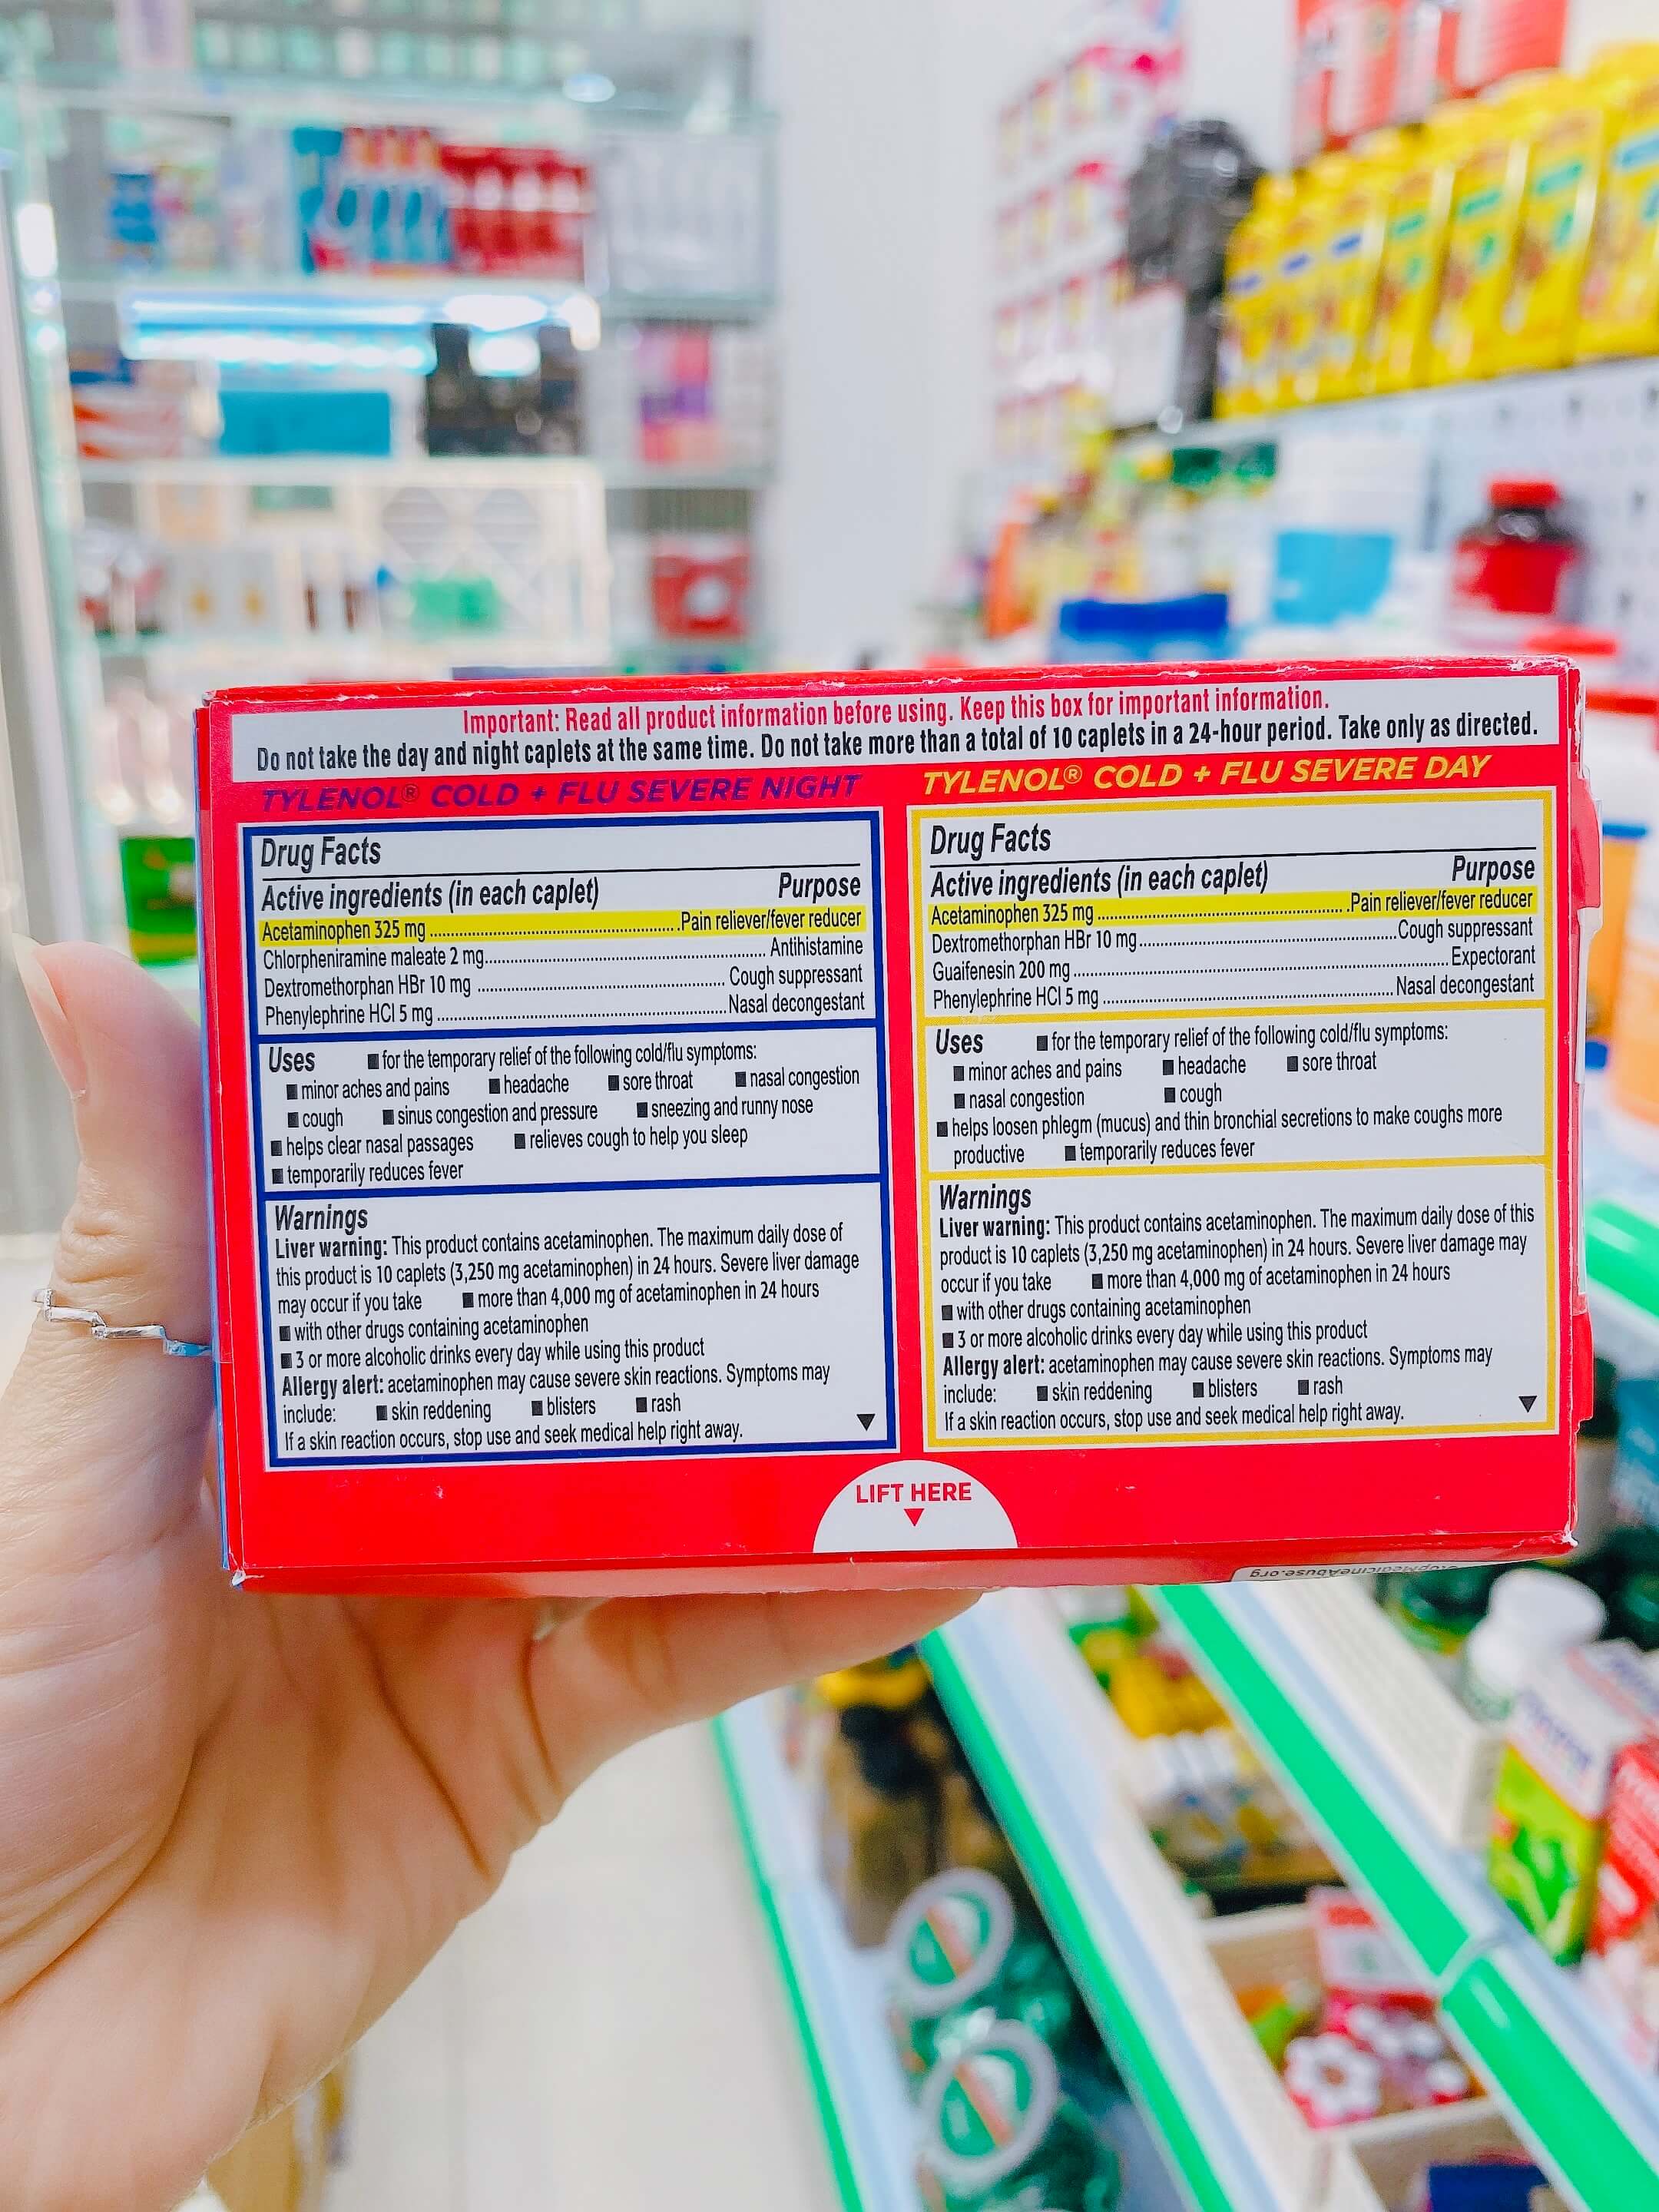 Important: Read all product information before using. Keep this box for important information.
Do not take the day and night caplets at the same time. Do not take more than a total of 10 caplets in a 24-hour period. Take only as directed.
TYLENOL® COLD + FLU SEVERE NIGHT
Drug Facts
Active ingredients (in each caplet) Purpose
Acetaminophen 325 mg ........ Pain reliever/fever reducer
Chlorpheniramine maleate 2 mg........ Antihistamine
Dextromethorphan HBr 10 mg ........ Cough suppressant
Phenylephrine HCl 5 mg ........ Nasal decongestant
Uses ■ for the temporary relief of the following cold/flu symptoms:
■ minor aches and pains ■ headache ■ sore throat ■ nasal congestion
■ cough ■ sinus congestion and pressure ■ sneezing and runny nose
■ helps clear nasal passages ■ relieves cough to help you sleep
■ temporarily reduces fever
Warnings
Liver warning: This product contains acetaminophen. The maximum daily dose of
this product is 10 caplets (3,250 mg acetaminophen) in 24 hours. Severe liver damage
may occur if you take ■ more than 4,000 mg of acetaminophen in 24 hours
■ with other drugs containing acetaminophen
■ 3 or more alcoholic drinks every day while using this product
Allergy alert: acetaminophen may cause severe skin reactions. Symptoms may
include: ■ skin reddening ■ blisters ■ rash
If a skin reaction occurs, stop use and seek medical help right away.
TYLENOL® COLD + FLU SEVERE DAY
Drug Facts
Active ingredients (in each caplet) Purpose
Acetaminophen 325 mg ........ Pain reliever/fever reducer
Dextromethorphan HBr 10 mg........ Cough suppressant
Guaifenesin 200 mg ........ Expectorant
Phenylephrine HCl 5 mg ........ Nasal decongestant
Uses ■ for the temporary relief of the following cold/flu symptoms:
■ minor aches and pains ■ headache ■ sore throat
■ nasal congestion ■ cough
■ helps loosen phlegm (mucus) and thin bronchial secretions to make coughs more
productive ■ temporarily reduces fever
Warnings
Liver warning: This product contains acetaminophen. The maximum daily dose of this
product is 10 caplets (3,250 mg acetaminophen) in 24 hours. Severe liver damage may
occur if you take ■ more than 4,000 mg of acetaminophen in 24 hours
■ with other drugs containing acetaminophen
■ 3 or more alcoholic drinks every day while using this product
Allergy alert: acetaminophen may cause severe skin reactions. Symptoms may
include: ■ skin reddening ■ blisters ■ rash
If a skin reaction occurs, stop use and seek medical help right away.
LIFT HERE